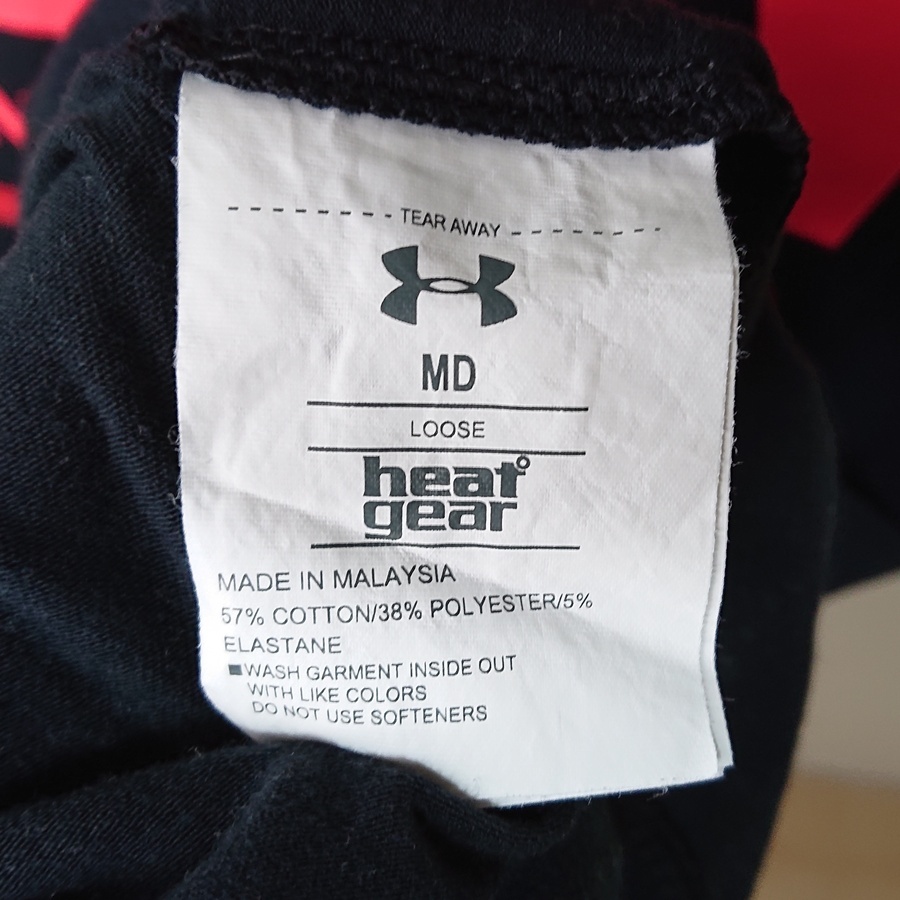 TEAR AWAY
MD
LOOSE
heat°
gear
MADE IN MALAYSIA
57% COTTON/38% POLYESTER/5%
ELASTANE
■WASH GARMENT INSIDE OUT
WITH LIKE COLORS
DO NOT USE SOFTENERS